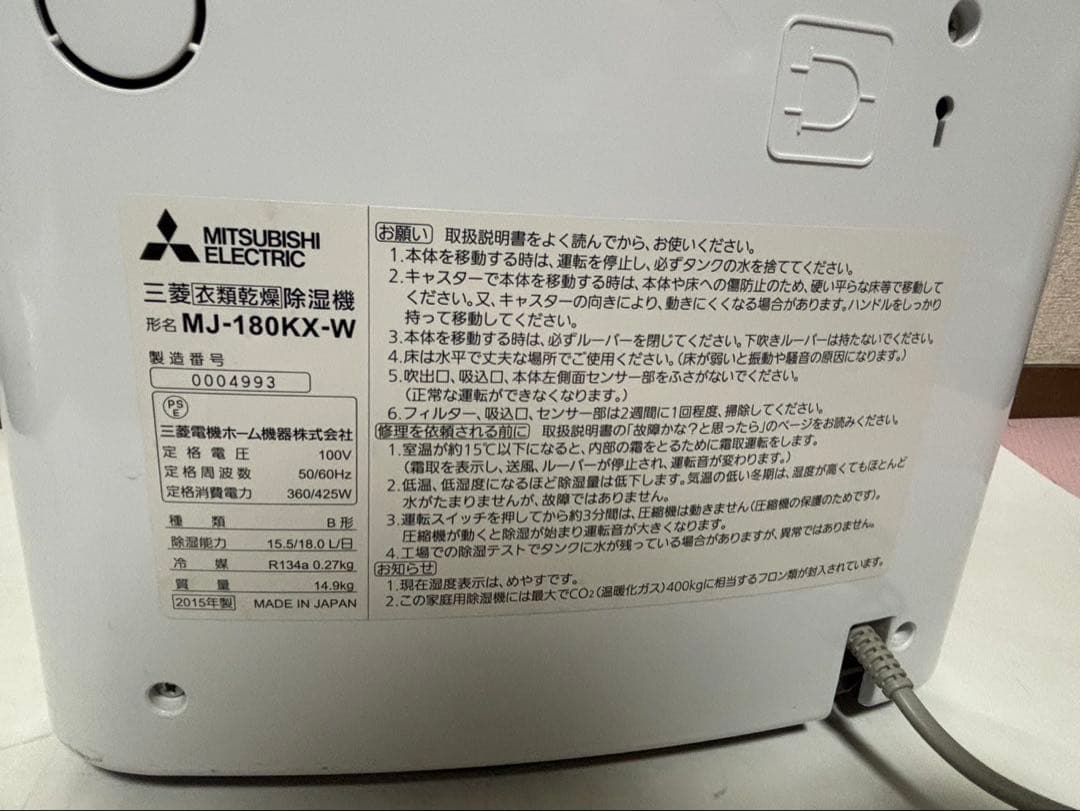 MITSUBISHI
ELECTRIC
三菱衣類乾燥除湿機
形名 MJ-180KX-W
製造番号
0004993
PS
E
三菱電機ホーム機器株式会社
定格電圧 100V
定格周波数 50/60Hz
定格消費電力 360/425W
種類 B形
除湿能力 15.5/18.0 L/日
冷媒 R134a 0.27kg
質量 14.9kg
2015年製 MADE IN JAPAN
お願い 取扱説明書をよく読んでから、お使いください。
1.本体を移動する時は、運転を停止し、必ずタンクの水を捨ててください。
2.キャスターで本体を移動する時は、本体や床への傷防止のため、硬い平らな床等で移動して
ください。又、キャスターの向きにより、動きにくくなる場合があります。ハンドルをしっかり
持って移動してください。
3.本体を移動する時は、必ずルーバーを閉じてください。下吹きルーバーは持たないでください。
4.床は水平で丈夫な場所でご使用ください。(床が弱いと振動や騒音の原因になります。)
5.吹出口、吸込口、本体左側面センサー部をふさがないでください。
(正常な運転ができなくなります。)
6.フィルター、吸込口、センサー部は2週間に1回程度、掃除してください。
修理を依頼される前に 取扱説明書の「故障かな?と思ったら」のページをお読みください。
1.室温が約15℃以下になると、内部の霜をとるために霜取運転をします。
(霜取を表示し、送風、ルーバーが停止され、運転音が変わります。)
2.低温、低湿度になるほど除湿量は低下します。気温の低い冬期は、湿度が高くてもほとんど
水がたまりませんが、故障ではありません。
3.運転スイッチを押してから約3分間は、圧縮機は動きません(圧縮機の保護のためです)。
圧縮機が動くと除湿が始まり運転音が大きくなります。
4.工場での除湿テストでタンクに水が残っている場合がありますが、異常ではありません。
お知らせ
1.現在湿度表示は、めやすです。
2.この家庭用除湿機には最大でCO2(温暖化ガス)400kgに相当するフロン類が封入されています。